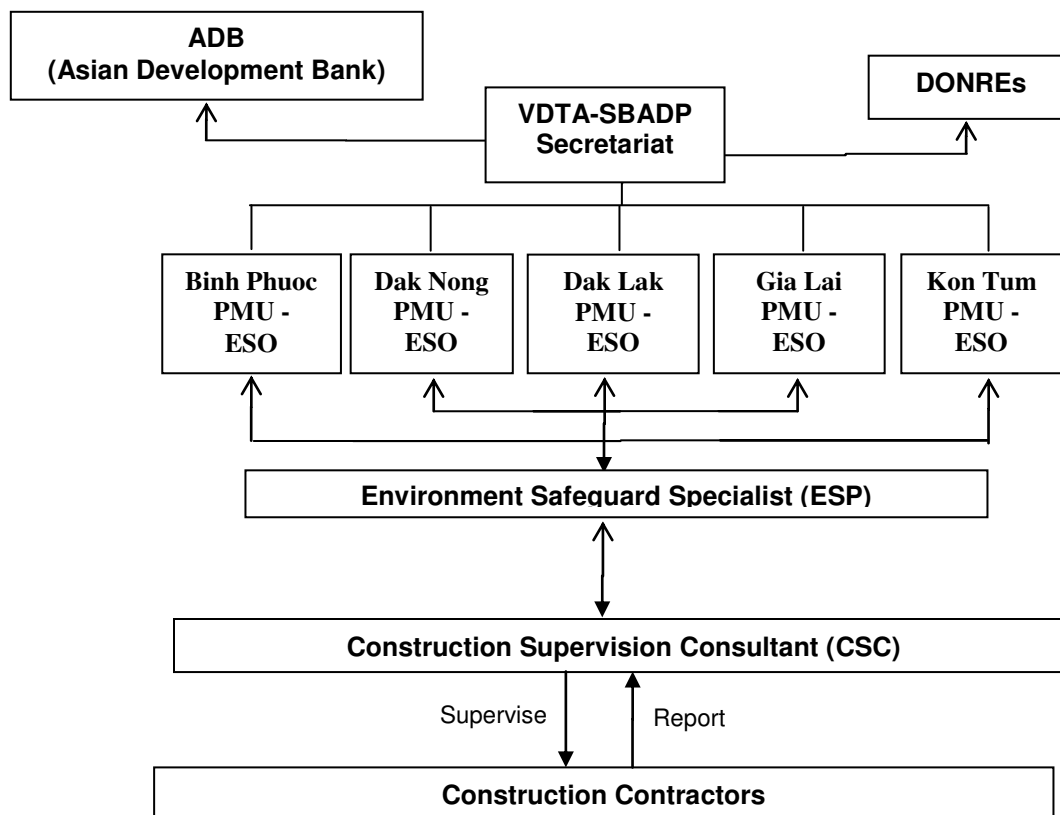 ADB
(Asian Development Bank)
DONREs
VDTA-SBADP
Secretariat
Binh Phuoc
PMU -
ESO
Dak Nong
PMU -
ESO
Dak Lak
PMU -
ESO
Gia Lai
PMU -
ESO
Kon Tum
PMU -
ESO
Environment Safeguard Specialist (ESP)
Construction Supervision Consultant (CSC)
Supervise
Report
Construction Contractors